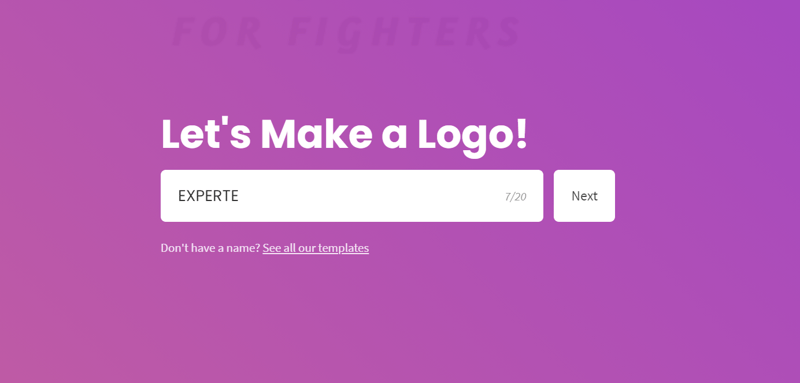 FOR FIGHTERS
Let's Make a Logo!
EXPERTE 7/20 Next
Don't have a name? See all our templates